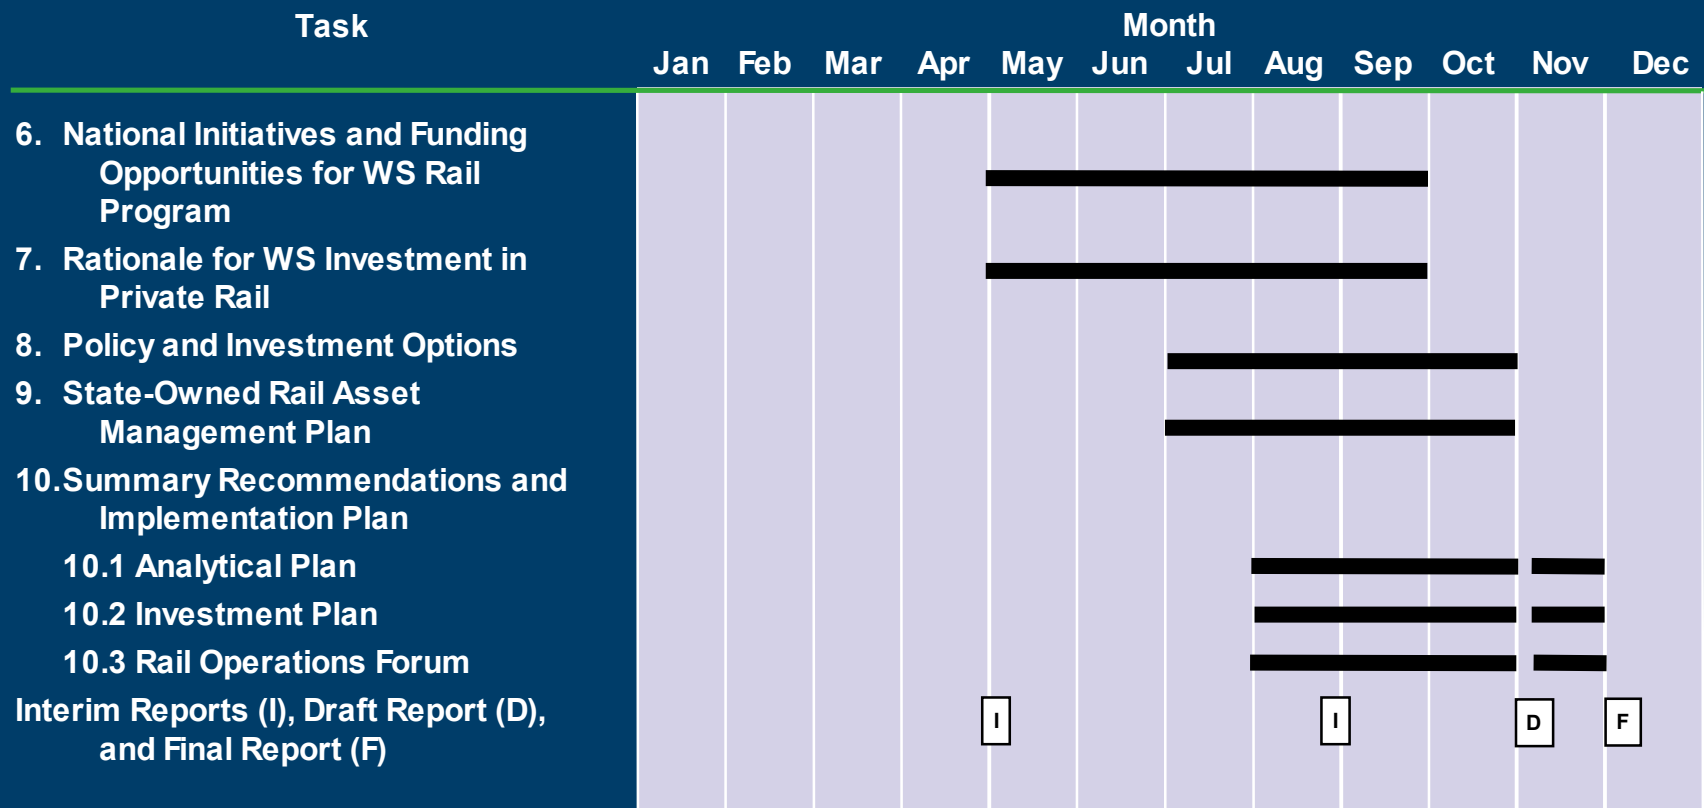 Task
Month
Jan Feb Mar Apr May Jun Jul Aug Sep Oct Nov Dec
6. National Initiatives and Funding
Opportunities for WS Rail
Program
7. Rationale for WS Investment in
Private Rail
8. Policy and Investment Options
9. State-Owned Rail Asset
Management Plan
10.Summary Recommendations and
Implementation Plan
10.1 Analytical Plan
10.2 Investment Plan
10.3 Rail Operations Forum
Interim Reports (I), Draft Report (D),
and Final Report (F)
I I D F